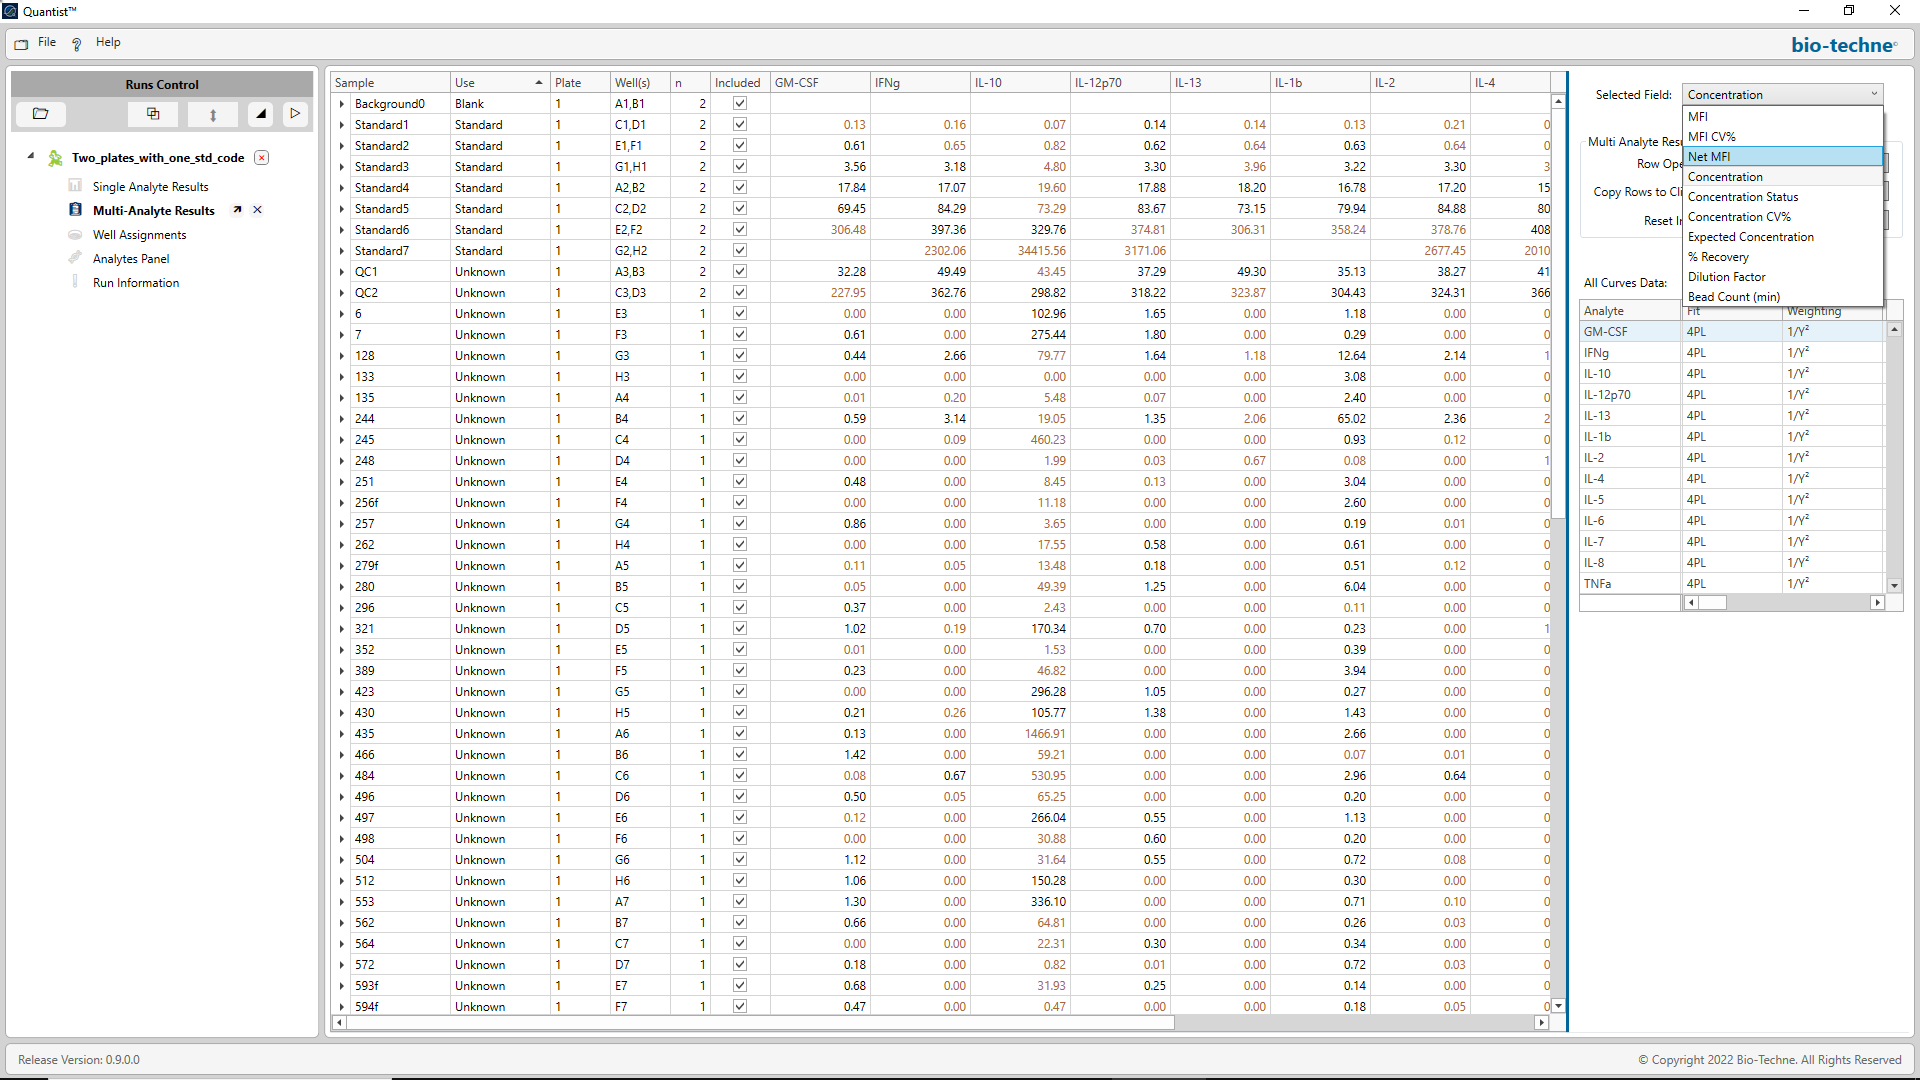 Quantist™
File Help
bio-techne
Runs Control
Two_plates_with_one_std_code
Single Analyte Results
Multi-Analyte Results
Well Assignments
Analytes Panel
Run Information
Sample Use Plate Well(s) n Included GM-CSF IFNg IL-10 IL-12p70 IL-13 IL-1b IL-2 IL-4
Background0 Blank 1 A1,B1 2
Standard1 Standard 1 C1,D1 2 0.13 0.16 0.07 0.14 0.14 0.13 0.21 0
Standard2 Standard 1 E1,F1 2 0.61 0.65 0.82 0.62 0.64 0.63 0.64 0
Standard3 Standard 1 G1,H1 2 3.56 3.18 4.80 3.30 3.96 3.22 3.30 3
Standard4 Standard 1 A2,B2 2 17.84 17.07 19.60 17.88 18.20 16.78 17.20 15
Standard5 Standard 1 C2,D2 2 69.45 84.29 73.29 83.67 73.15 79.94 84.88 80
Standard6 Standard 1 E2,F2 2 306.48 397.36 329.76 374.81 306.31 358.24 378.76 408
Standard7 Standard 1 G2,H2 2 2302.06 34415.56 3171.06 2677.45 2010
QC1 Unknown 1 A3,B3 2 32.28 49.49 43.45 37.29 49.30 35.13 38.27 41
QC2 Unknown 1 C3,D3 2 227.95 362.76 298.82 318.22 323.87 304.43 324.31 366
6 Unknown 1 E3 1 0.00 0.00 102.96 1.65 0.00 1.18 0.00 0
7 Unknown 1 F3 1 0.61 0.00 275.44 1.80 0.00 0.29 0.00 0
128 Unknown 1 G3 1 0.44 2.66 79.77 1.64 1.18 12.64 2.14 1
133 Unknown 1 H3 1 0.00 0.00 0.00 0.00 0.00 3.08 0.00 0
135 Unknown 1 A4 1 0.01 0.20 5.48 0.07 0.00 2.40 0.00 0
244 Unknown 1 B4 1 0.59 3.14 19.05 1.35 2.06 65.02 2.36 2
245 Unknown 1 C4 1 0.00 0.09 460.23 0.00 0.00 0.93 0.12 0
248 Unknown 1 D4 1 0.00 0.00 1.99 0.03 0.67 0.08 0.00 1
251 Unknown 1 E4 1 0.48 0.00 8.45 0.13 0.00 3.04 0.00 0
256f Unknown 1 F4 1 0.00 0.00 11.18 0.00 0.00 2.60 0.00 0
257 Unknown 1 G4 1 0.86 0.00 3.65 0.00 0.00 0.19 0.01 0
262 Unknown 1 H4 1 0.00 0.00 17.55 0.58 0.00 0.61 0.00 0
279f Unknown 1 A5 1 0.11 0.05 13.48 0.18 0.00 0.51 0.12 0
280 Unknown 1 B5 1 0.05 0.00 49.39 1.25 0.00 6.04 0.00 0
296 Unknown 1 C5 1 0.37 0.00 2.43 0.00 0.00 0.11 0.00 0
321 Unknown 1 D5 1 1.02 0.19 170.34 0.70 0.00 0.23 0.00 1
352 Unknown 1 E5 1 0.01 0.00 1.53 0.00 0.00 0.39 0.00 0
389 Unknown 1 F5 1 0.23 0.00 46.82 0.00 0.00 3.94 0.00 0
423 Unknown 1 G5 1 0.00 0.00 296.28 1.05 0.00 0.27 0.00 0
430 Unknown 1 H5 1 0.21 0.26 105.77 1.38 0.00 1.43 0.00 0
435 Unknown 1 A6 1 0.13 0.00 1466.91 0.00 0.00 2.66 0.00 0
466 Unknown 1 B6 1 1.42 0.00 59.21 0.00 0.00 0.07 0.01 0
484 Unknown 1 C6 1 0.08 0.67 530.95 0.00 0.00 2.96 0.64 0
496 Unknown 1 D6 1 0.50 0.05 65.25 0.00 0.00 0.20 0.00 0
497 Unknown 1 E6 1 0.12 0.00 266.04 0.55 0.00 1.13 0.00 0
498 Unknown 1 F6 1 0.00 0.00 30.88 0.60 0.00 0.20 0.00 0
504 Unknown 1 G6 1 1.12 0.00 31.64 0.55 0.00 0.72 0.08 0
512 Unknown 1 H6 1 1.06 0.00 150.28 0.00 0.00 0.30 0.00 0
553 Unknown 1 A7 1 1.30 0.00 336.10 0.00 0.00 0.71 0.10 0
562 Unknown 1 B7 1 0.66 0.00 64.81 0.00 0.00 0.26 0.03 0
564 Unknown 1 C7 1 0.00 0.00 22.31 0.30 0.00 0.34 0.00 0
572 Unknown 1 D7 1 0.18 0.00 0.82 0.01 0.00 0.72 0.03 0
593f Unknown 1 E7 1 0.68 0.00 31.93 0.25 0.00 0.14 0.00 0
594f Unknown 1 F7 1 0.47 0.00 0.47 0.00 0.00 0.18 0.05 0
Selected Field: Concentration
MFI
MFI CV%
Net MFI
Concentration
Concentration Status
Concentration CV%
Expected Concentration
% Recovery
Dilution Factor
Bead Count (min)
Multi Analyte Resu
Row Ope
Copy Rows to Cli
Reset In
All Curves Data:
Analyte Fit Weighting
GM-CSF 4PL 1/Y²
IFNg 4PL 1/Y²
IL-10 4PL 1/Y²
IL-12p70 4PL 1/Y²
IL-13 4PL 1/Y²
IL-1b 4PL 1/Y²
IL-2 4PL 1/Y²
IL-4 4PL 1/Y²
IL-5 4PL 1/Y²
IL-6 4PL 1/Y²
IL-7 4PL 1/Y²
IL-8 4PL 1/Y²
TNFa 4PL 1/Y²
Release Version: 0.9.0.0
© Copyright 2022 Bio-Techne. All Rights Reserved